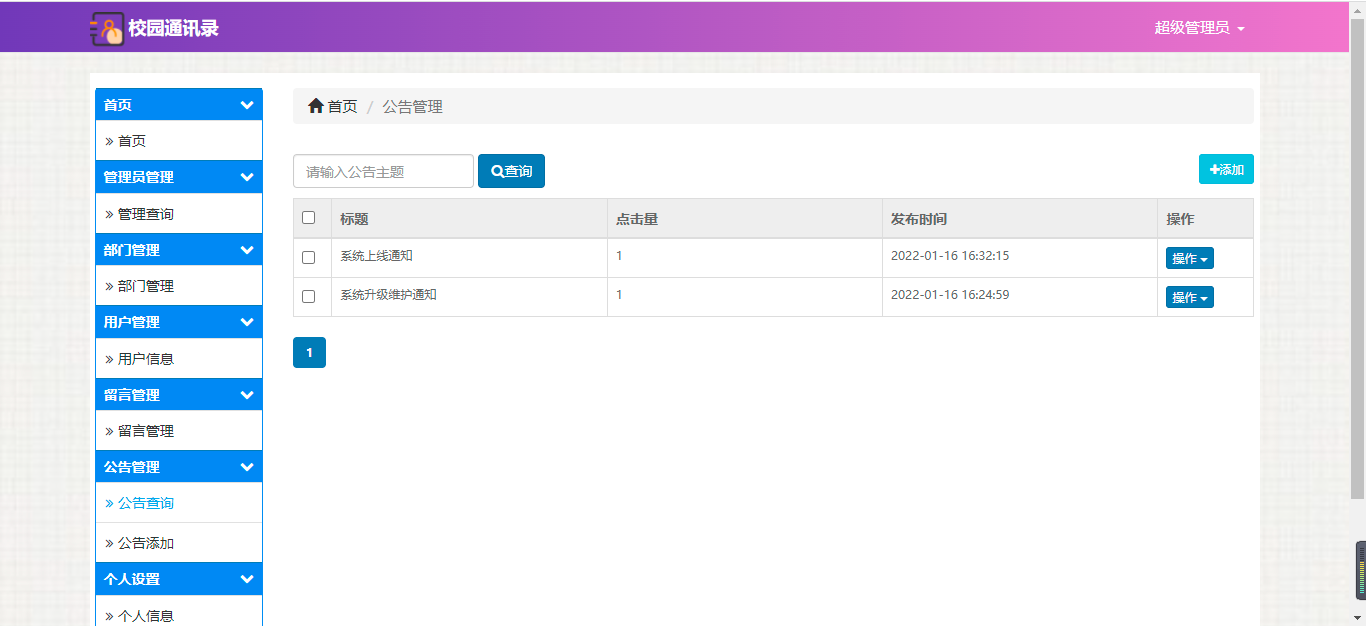 校园通讯录
超级管理员
首页
» 首页
管理员管理
» 管理查询
部门管理
» 部门管理
用户管理
» 用户信息
留言管理
» 留言管理
公告管理
» 公告查询
» 公告添加
个人设置
» 个人信息
首页 / 公告管理
请输入公告主题 查询 添加
标题 点击量 发布时间 操作
系统上线通知 1 2022-01-16 16:32:15 操作
系统升级维护通知 1 2022-01-16 16:24:59 操作
1